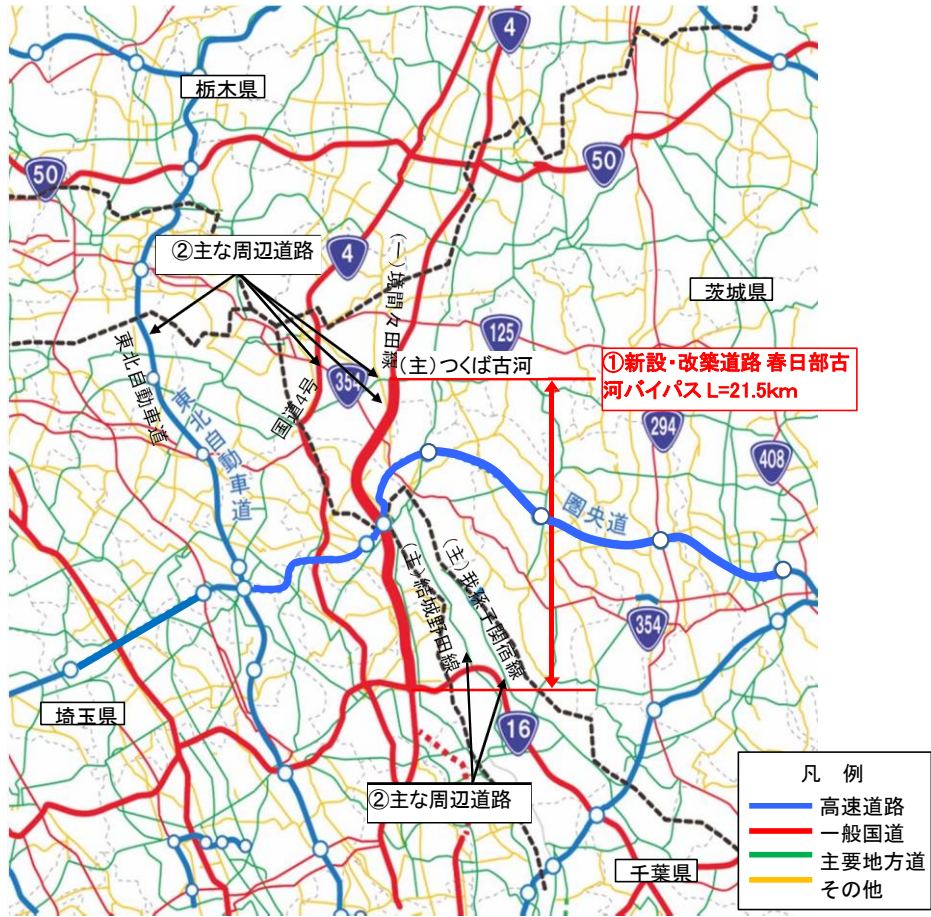 4
栃木県
50
50
②主な周辺道路
4
(一)境間々田線
茨城県
125
(主)つくば古河
①新設・改築道路 春日部古
河バイパス L=21.5km
354
東北自動車道
国道4号
東北自動車道
294
408
圏央道
(主)結城野田線
(主)我孫子関宿線
354
埼玉県
16
②主な周辺道路
千葉県
凡 例
高速道路
一般国道
主要地方道
その他